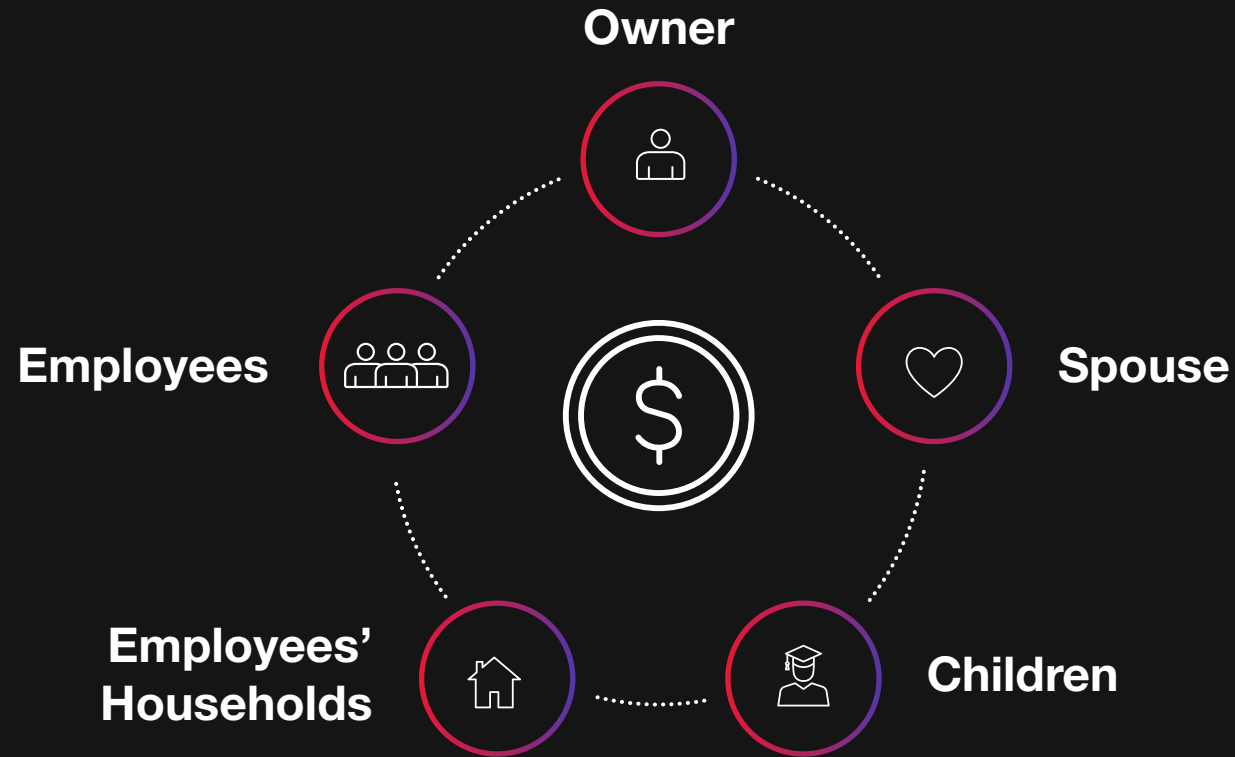 Owner
Employees
Spouse
Employees’
Households
Children